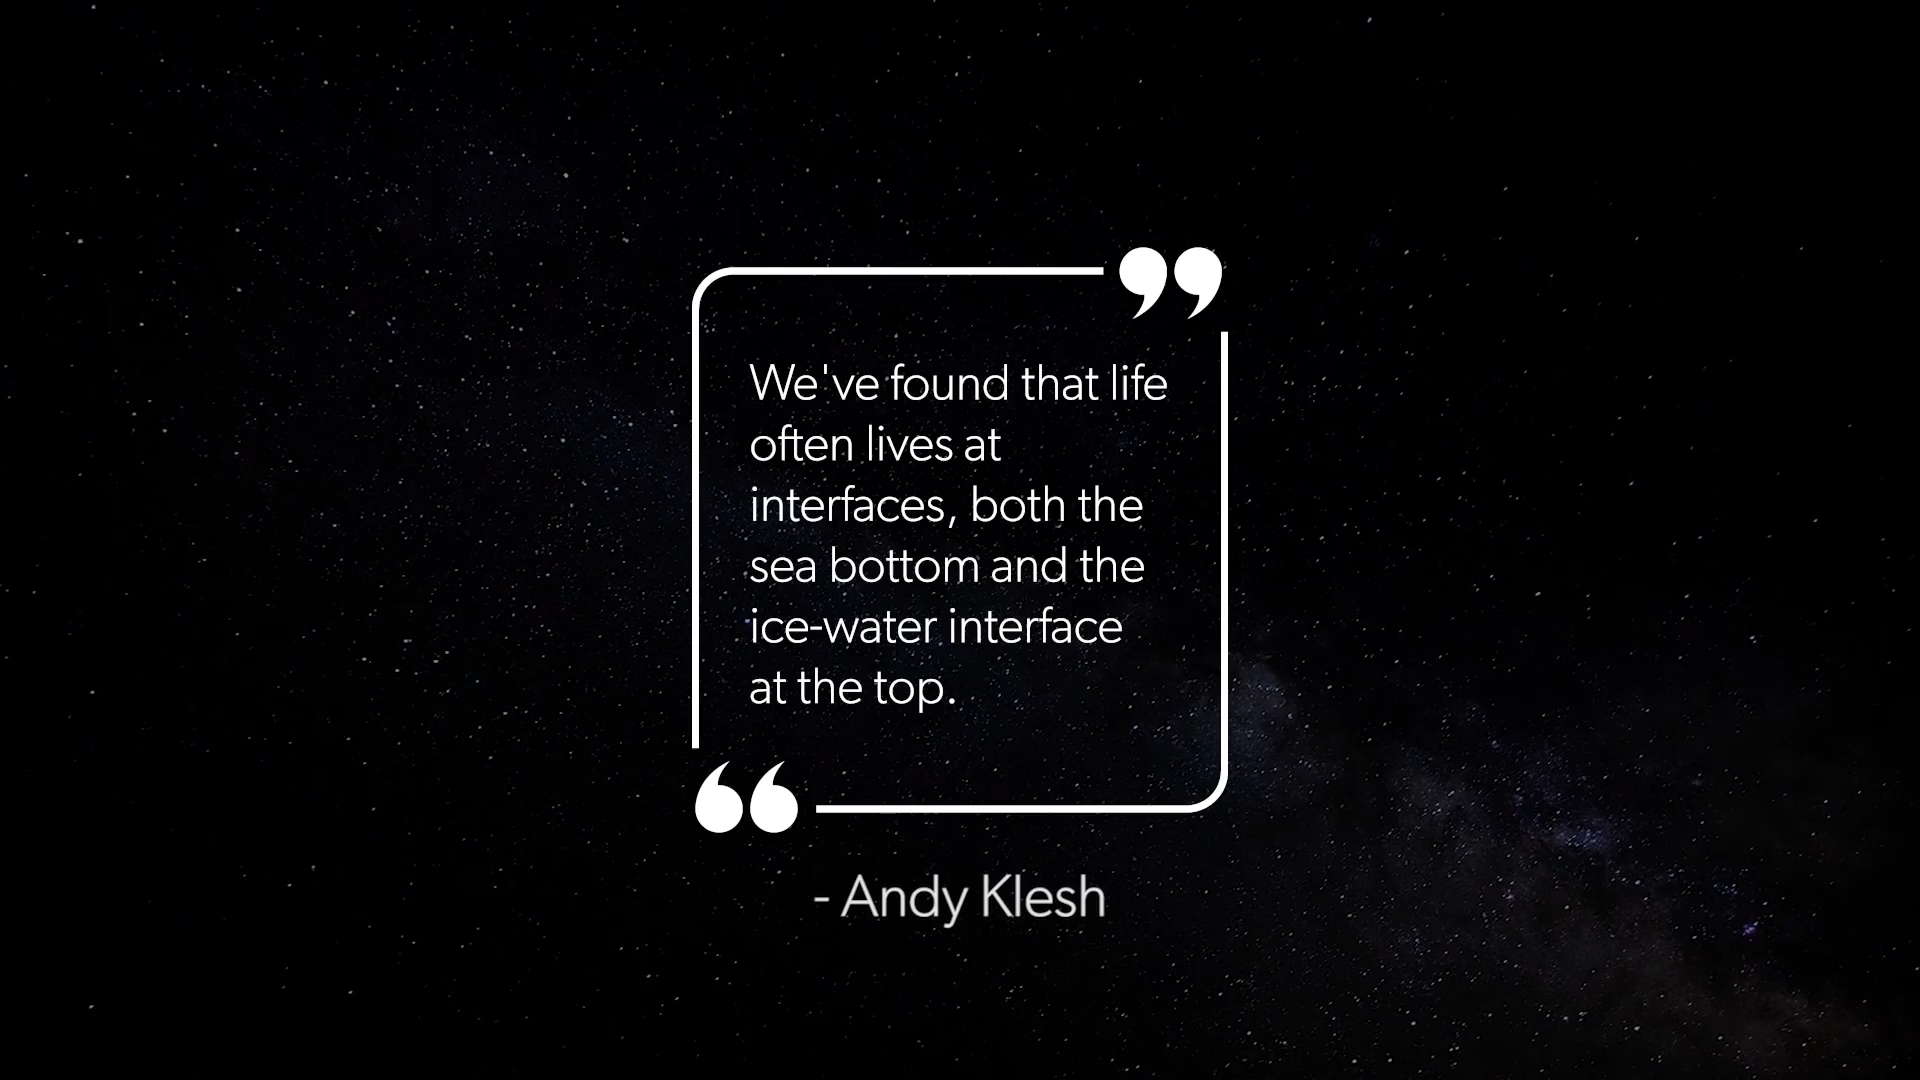 We've found that life
often lives at
interfaces, both the
sea bottom and the
ice-water interface
at the top.
- Andy Klesh